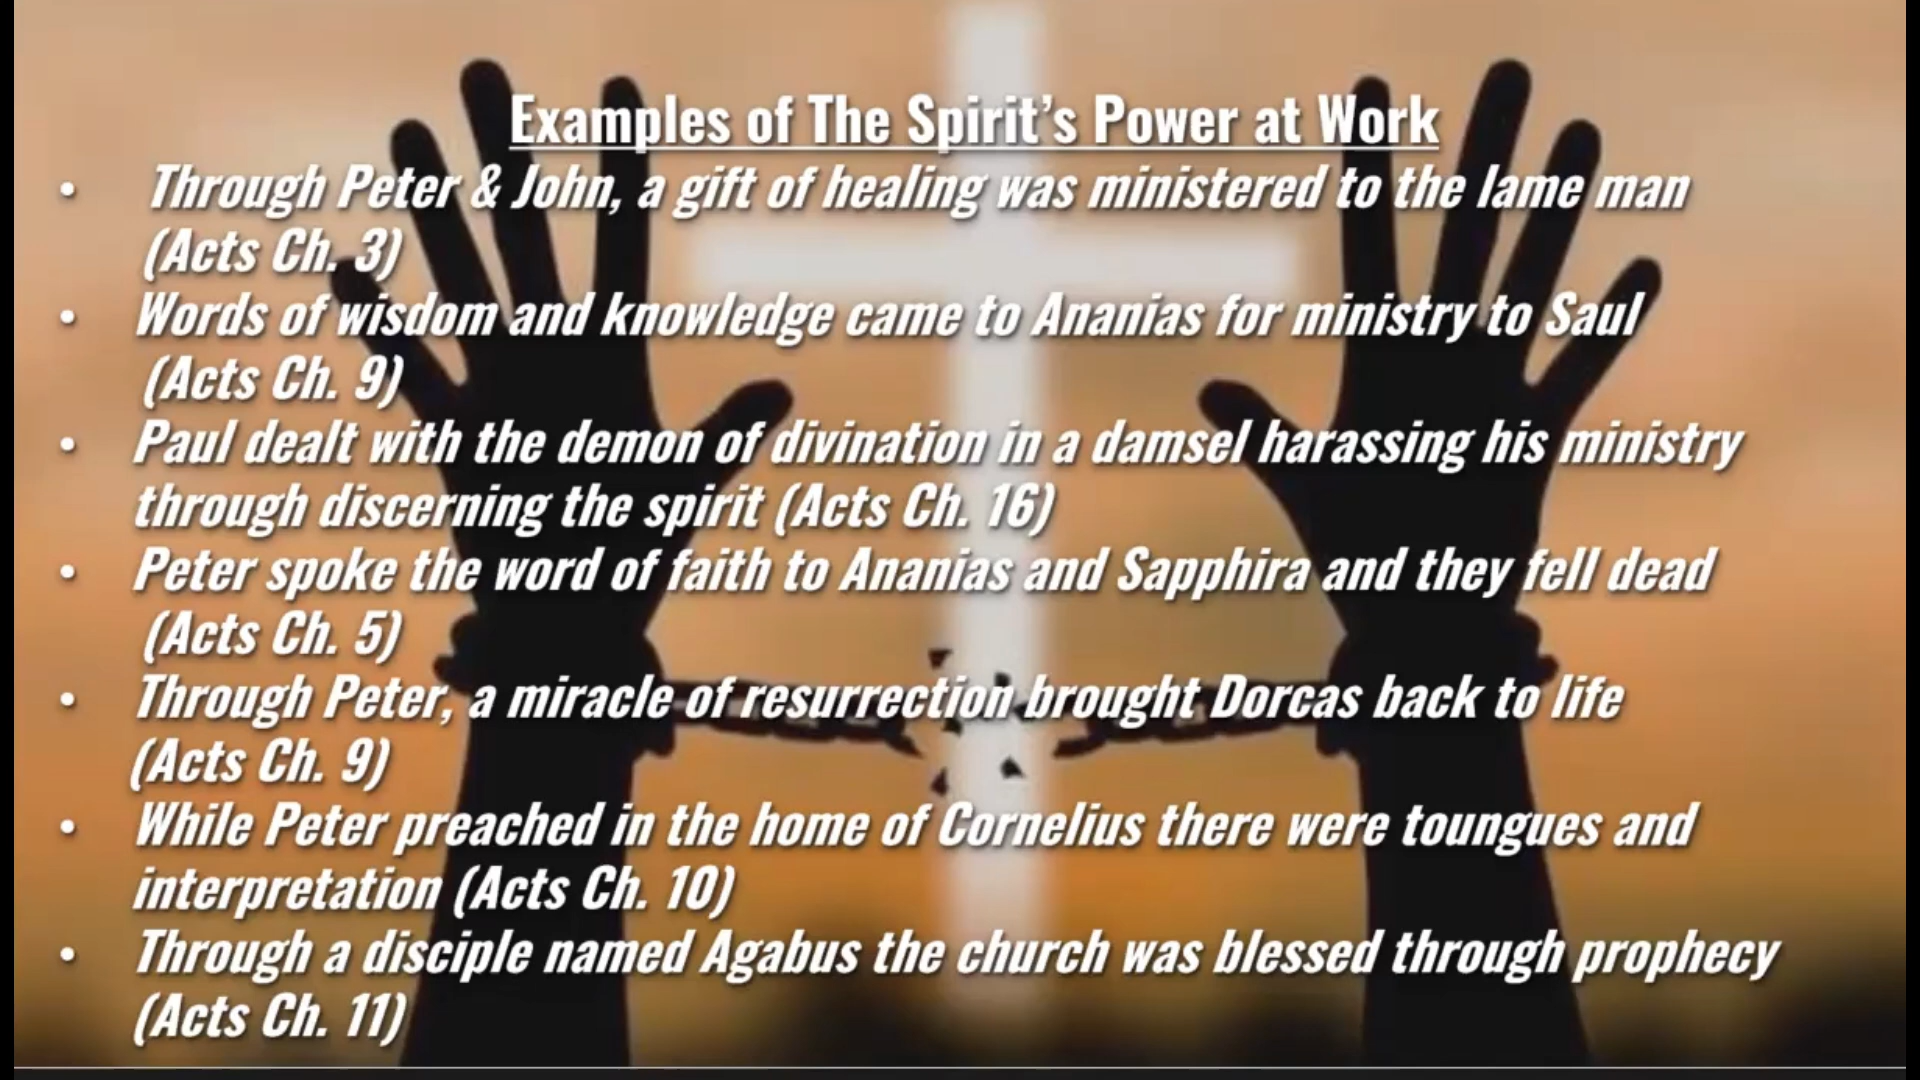 Examples of The Spirit's Power at Work
• Through Peter & John, a gift of healing was ministered to the lame man
(Acts Ch. 3)
• Words of wisdom and knowledge came to Ananias for ministry to Saul
(Acts Ch. 9)
• Paul dealt with the demon of divination in a damsel harassing his ministry
through discerning the spirit (Acts Ch. 16)
• Peter spoke the word of faith to Ananias and Sapphira and they fell dead
(Acts Ch. 5)
• Through Peter, a miracle of resurrection brought Dorcas back to life
(Acts Ch. 9)
• While Peter preached in the home of Cornelius there were toungues and
interpretation (Acts Ch. 10)
• Through a disciple named Agabus the church was blessed through prophecy
(Acts Ch. 11)